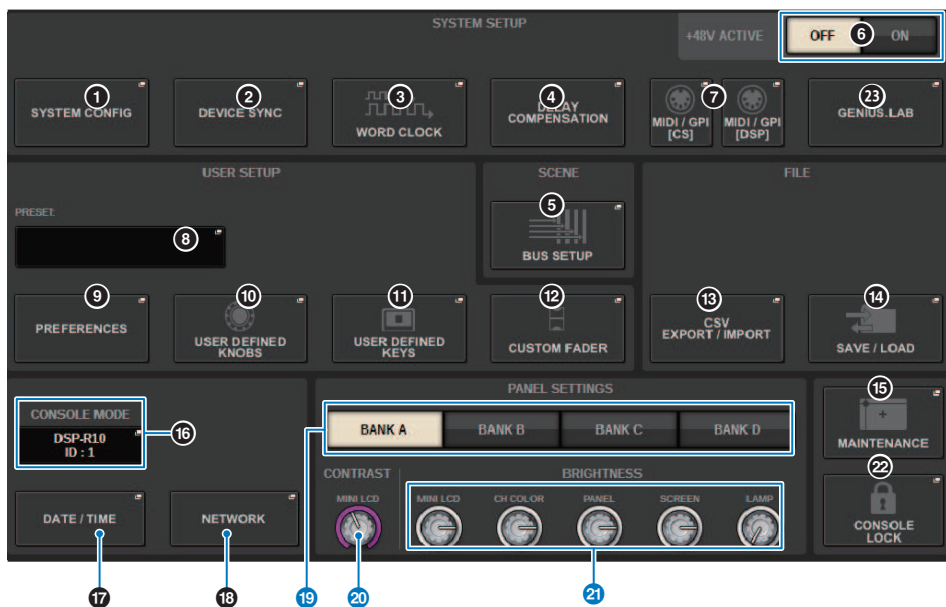 SYSTEM SETUP
+48V ACTIVE
OFF
6
ON
1
SYSTEM CONFIG
2
DEVICE SYNC
3
WORD CLOCK
4
DELAY
COMPENSATION
7
MIDI / GPI
[CS]
MIDI / GPI
[DSP]
23
GENIUS.LAB
USER SETUP
SCENE
FILE
PRESET:
8
5
BUS SETUP
9
PREFERENCES
10
USER DEFINED
KNOBS
11
USER DEFINED
KEYS
12
CUSTOM FADER
13
CSV
EXPORT / IMPORT
14
SAVE / LOAD
PANEL SETTINGS
CONSOLE MODE
DSP-R10
ID : 1
16
BANK A
BANK B
BANK C
BANK D
15
MAINTENANCE
CONTRAST
BRIGHTNESS
MINI LCD
MINI LCD
CH COLOR
PANEL
SCREEN
LAMP
DATE / TIME
NETWORK
22
CONSOLE
LOCK
17
18
19
20
21